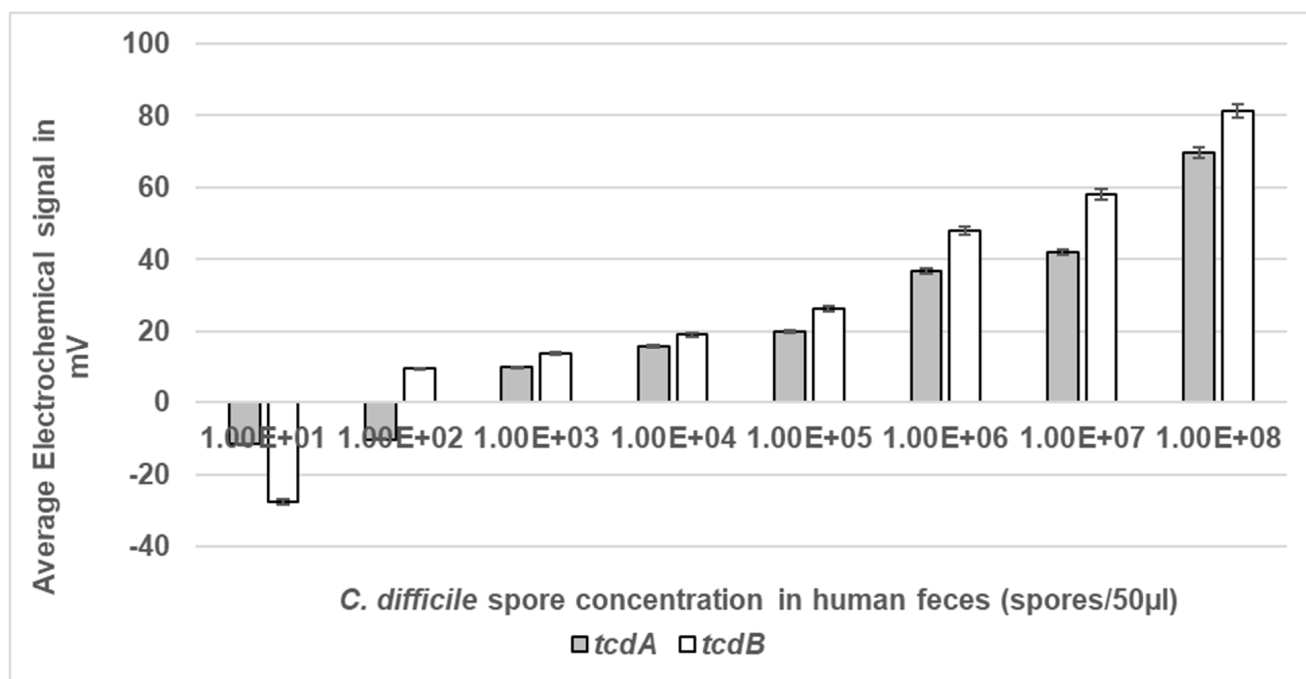 Average Electrochemical signal in
mV
100
80
60
40
20
0
-20
-40
1.00E+01 1.00E+02 1.00E+03 1.00E+04 1.00E+05 1.00E+06 1.00E+07 1.00E+08
C. difficile spore concentration in human feces (spores/50µl)
tcdA tcdB